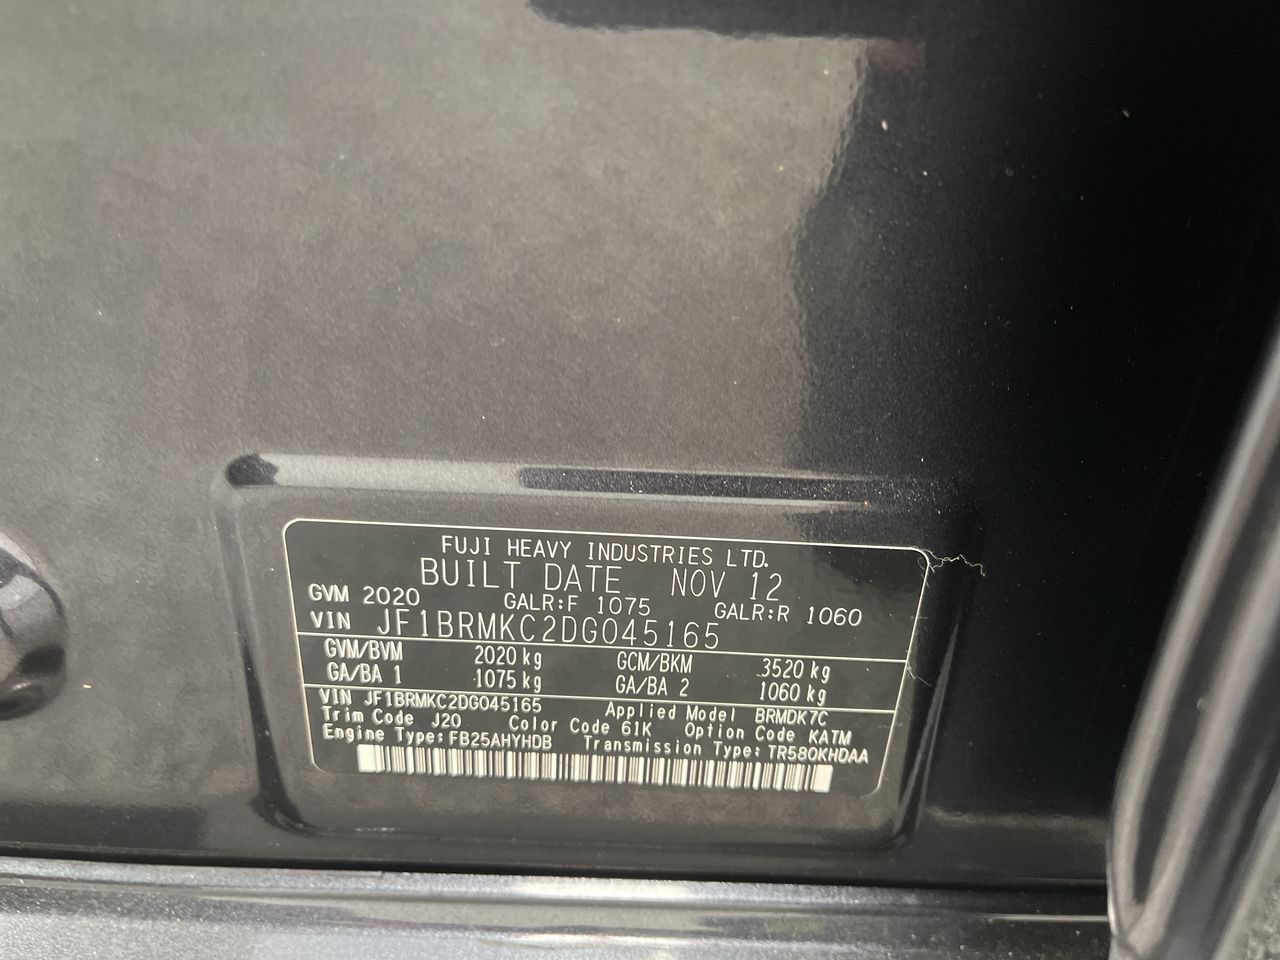 FUJI HEAVY INDUSTRIES LTD.
BUILT DATE NOV 12
GVM 2020 GALR:F 1075 GALR:R 1060
VIN JF1BRMKC2DG045165
GVM/BVM 2020 kg GCM/BKM 3520 kg
GA/BA 1 1075 kg GA/BA 2 1060 kg
VIN JF1BRMKC2DG045165 Applied Model BRMDK7C
Trim Code J20 Color Code 61K Option Code KATM
Engine Type:FB25AHYHDB Transmission Type:TR580KHDAA